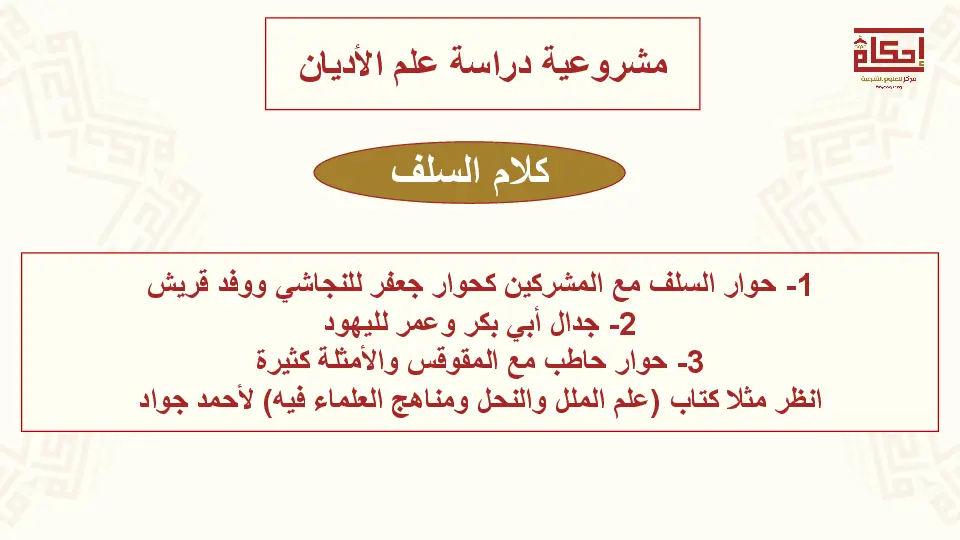 مشروعية دراسة علم الأديان
إحكام
مركز للعلوم الشرعية
كلام السلف
1- حوار السلف مع المشركين كحوار جعفر للنجاشي ووفد قريش
2- جدال أبي بكر وعمر لليهود
3- حوار حاطب مع المقوقس والأمثلة كثيرة
انظر مثلا كتاب (علم الملل والنحل ومناهج العلماء فيه) لأحمد جواد